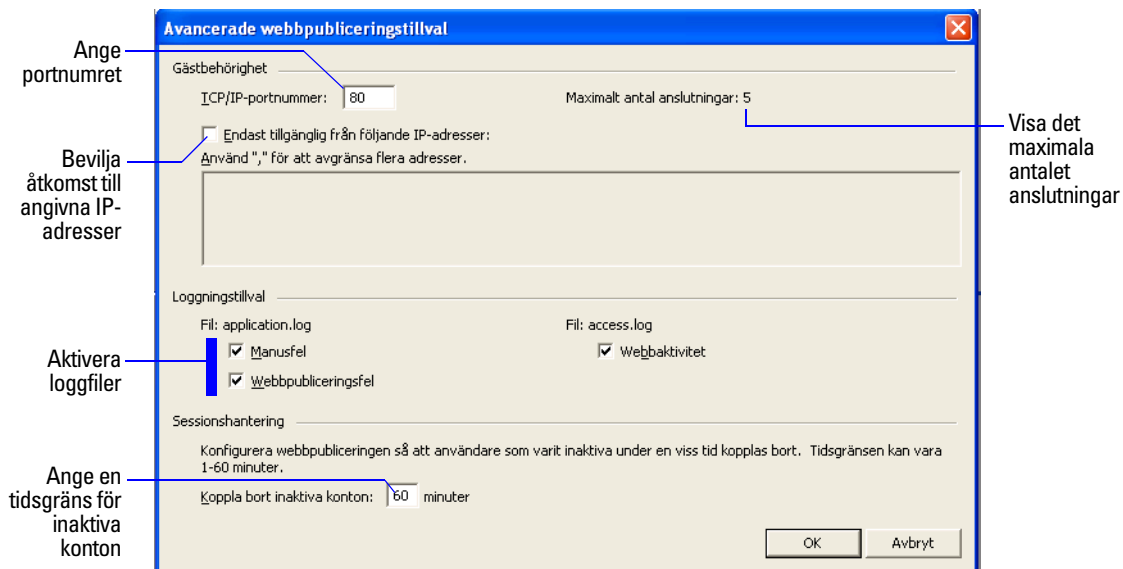 Avancerade webbpubliceringstillval
Ange
portnumret
Gästbehörighet
TCP/IP-portnummer: 80
Maximalt antal anslutningar: 5
Endast tillgänglig från följande IP-adresser:
Använd "," för att avgränsa flera adresser.
Bevilja
åtkomst till
angivna IP-
adresser
Visa det
maximala
antalet
anslutningar
Loggningstillval
Fil: application.log
Fil: access.log
Manusfel
Webbaktivitet
Webbpubliceringsfel
Aktivera
loggfiler
Sessionshantering
Konfigurera webbpubliceringen så att användare som varit inaktiva under en viss tid kopplas bort. Tidsgränsen kan vara
1-60 minuter.
Koppla bort inaktiva konton: 60 minuter
Ange en
tidsgräns för
inaktiva
konton
OK
Avbryt